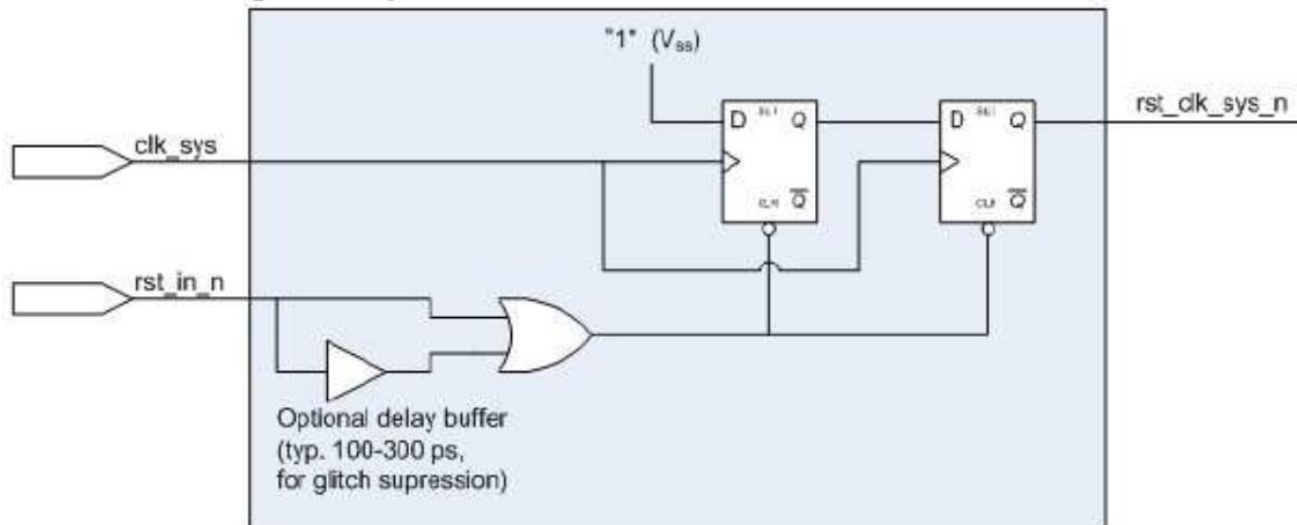 "1" (Vss)
D Q
D Q
rst_clk_sys_n
clk_sys
Q
Q
rst_in_n
Optional delay buffer
(typ. 100-300 ps,
for glitch supression)